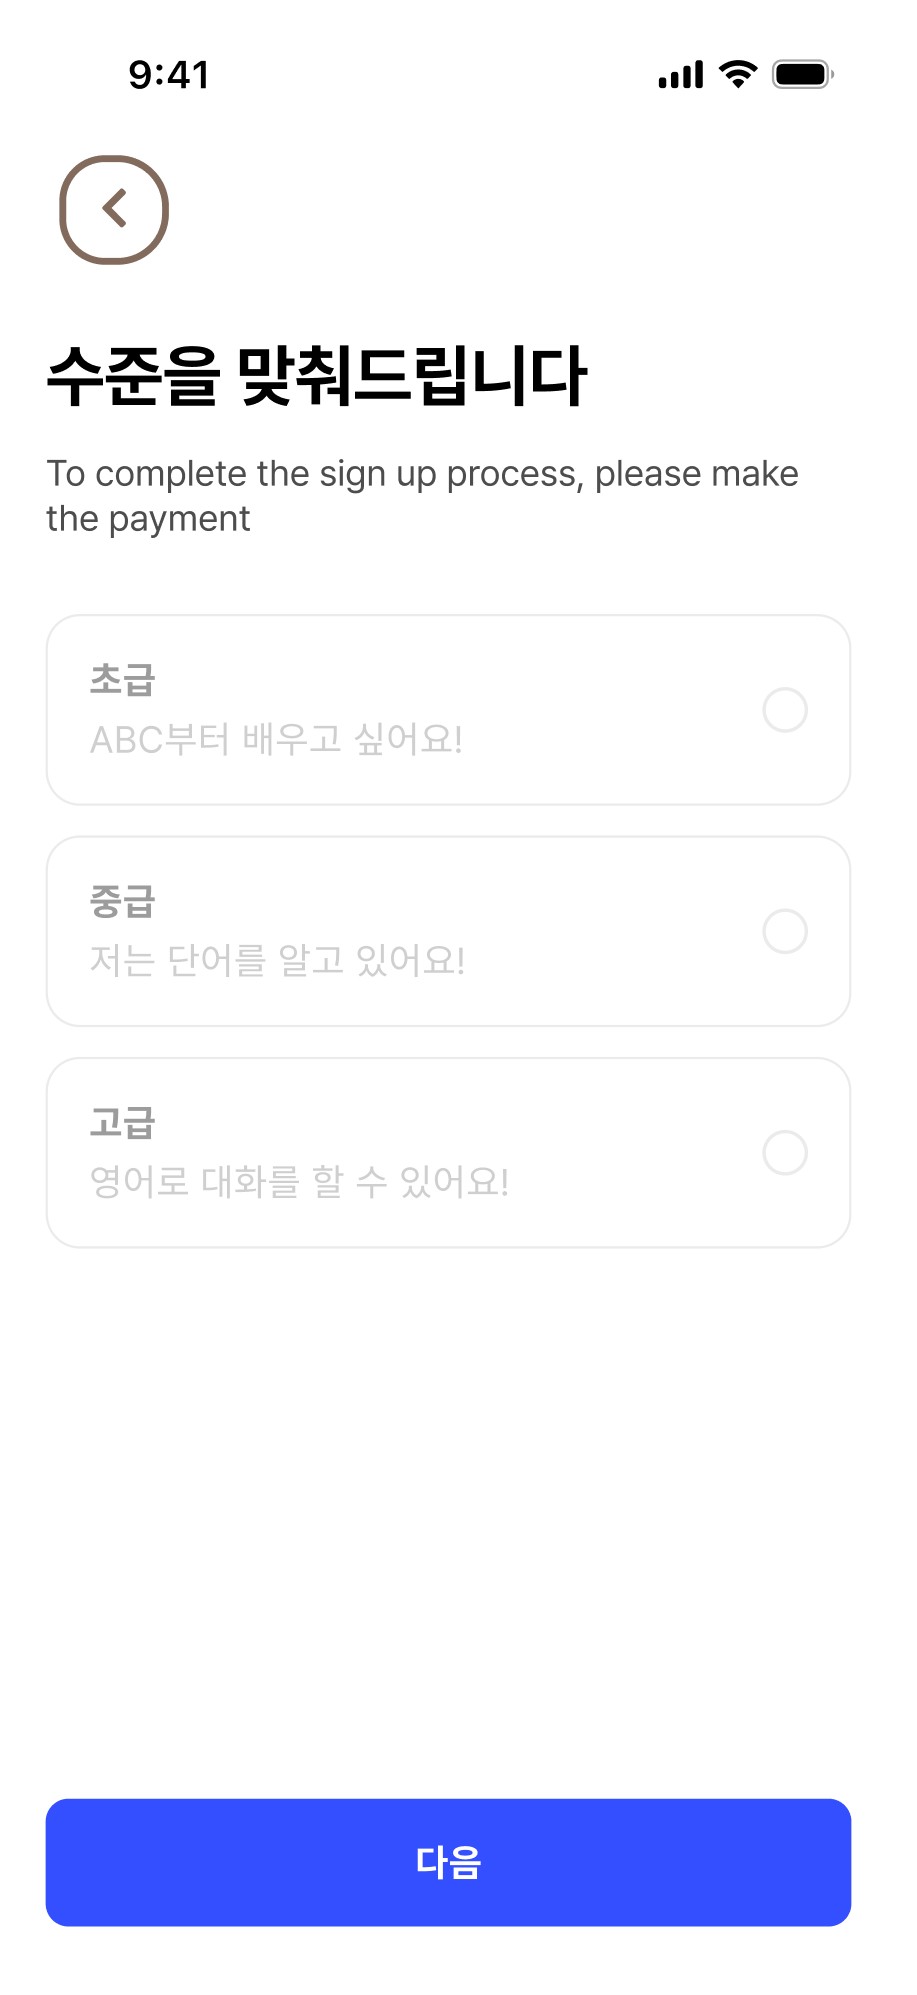 9:41
수준을 맞춰드립니다
To complete the sign up process, please make
the payment
초급
ABC부터 배우고 싶어요!
중급
저는 단어를 알고 있어요!
고급
영어로 대화를 할 수 있어요!
다음